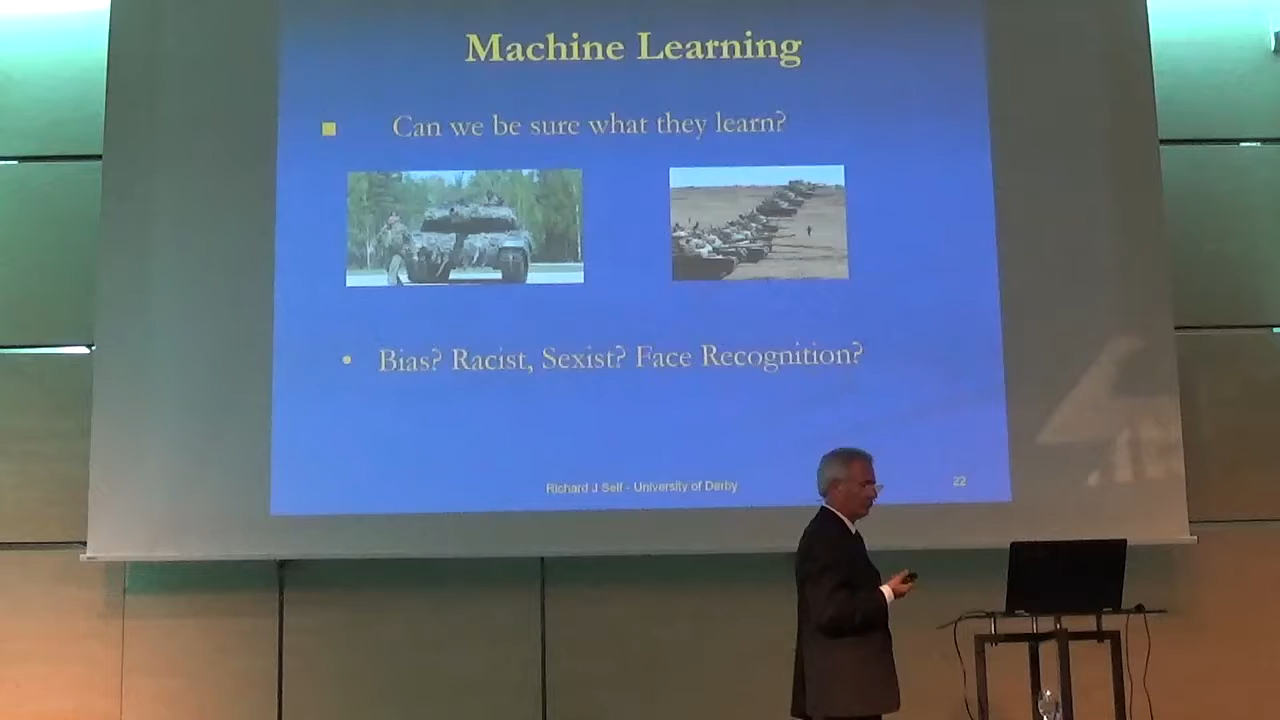 Machine Learning
Can we be sure what they learn?
• Bias? Racist, Sexist? Face Recognition?
Richard J Self - University of Derby
22